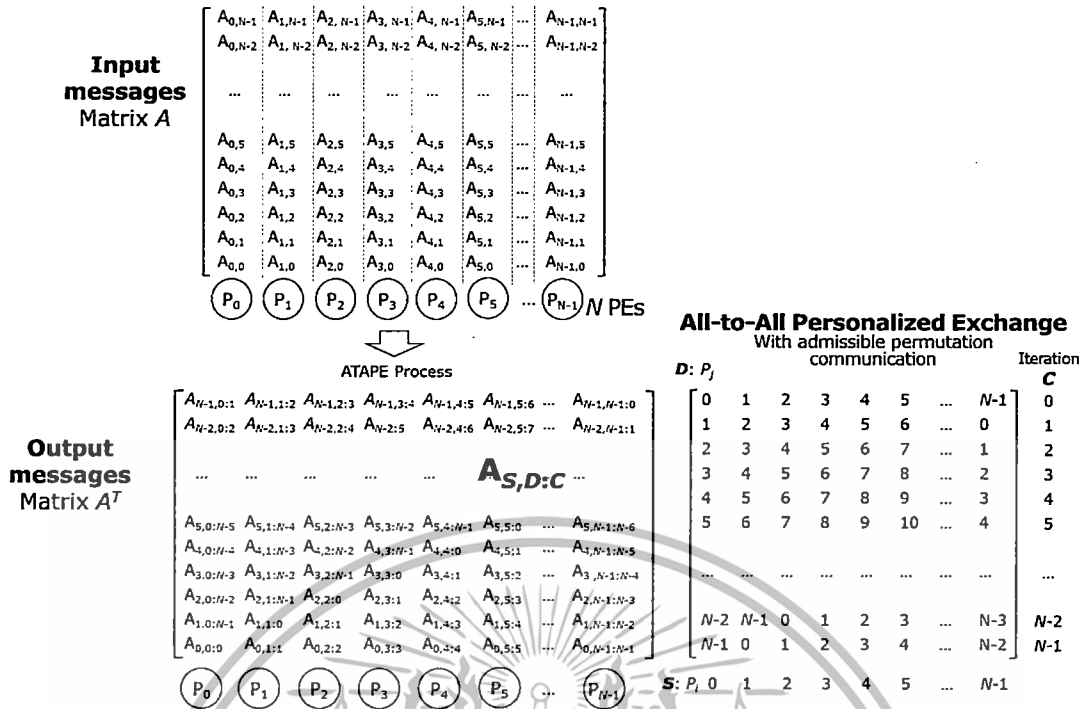 A0,N-1 A1,N-1 A2, N-1 A3, N-1 A4, N-1 A5,N-1 ... AN-1,N-1
A0,N-2 A1, N-2 A2, N-2 A3, N-2 A4, N-2 A5, N-2 ... AN-1,N-2
Input
messages
Matrix A
... ... ... ... ... ... ...
A0,5 A1,5 A2,5 A3,5 A4,5 A5,5 ... AN-1,5
A0,4 A1,4 A2,4 A3,4 A4,4 A5,4 ... AN-1,4
A0,3 A1,3 A2,3 A3,3 A4,3 A5,3 ... AN-1,3
A0,2 A1,2 A2,2 A3,2 A4,2 A5,2 ... AN-1,2
A0,1 A1,1 A2,1 A3,1 A4,1 A5,1 ... AN-1,1
A0,0 A1,0 A2,0 A3,0 A4,0 A5,0 ... AN-1,0
P0 P1 P2 P3 P4 P5 ... PN-1 N PEs
ATAPE Process
Output
messages
Matrix A^T
AN-1,0:1 AN-1,1:2 AN-1,2:3 AN-1,3:4 AN-1,4:5 AN-1,5:6 ... AN-1,N-1:0
AN-2,0:2 AN-2,1:3 AN-2,2:4 AN-2:5 AN-2,4:6 AN-2,5:7 ... AN-2,N-1:1
... ... ... ... ... AS,D:C ...
A5,0:N-5 A5,1:N-4 A5,2:N-3 A5,3:N-2 A5,4:N-1 A5,5:0 ... A5,N-1:N-6
A4,0:N-4 A4,1:N-3 A4,2:N-2 A4,3:N-1 A4,4:0 A4,5:1 ... A4,N-1:N-5
A3.0:N-3 A3,1:N-2 A3,2:N-1 A3,3:0 A3,4:1 A3,5:2 ... A3,N-1:N-4
A2,0:N-2 A2,1:N-1 A2,2:0 A2,3:1 A2,4:2 A2,5:3 ... A2,N-1:N-3
A1.0:N-1 A1,1:0 A1,2:1 A1,3:2 A1,4:3 A1,5:4 ... A1,N-1:N-2
A0,0:0 A0,1:1 A0,2:2 A0,3:3 A0,4:4 A0,5:5 ... A0,N-1:N-1
P0 P1 P2 P3 P4 P5 ... PN-1
All-to-All Personalized Exchange
With admissible permutation
communication
Iteration
D: Pj C
0 1 2 3 4 5 ... N-1 0
1 2 3 4 5 6 ... 0 1
2 3 4 5 6 7 ... 1 2
3 4 5 6 7 8 ... 2 3
4 5 6 7 8 9 ... 3 4
5 6 7 8 9 10 ... 4 5
... ... ... ... ... ... ... ...
N-2 N-1 0 1 2 3 ... N-3 N-2
N-1 0 1 2 3 4 ... N-2 N-1
S: Pi 0 1 2 3 4 5 ... N-1